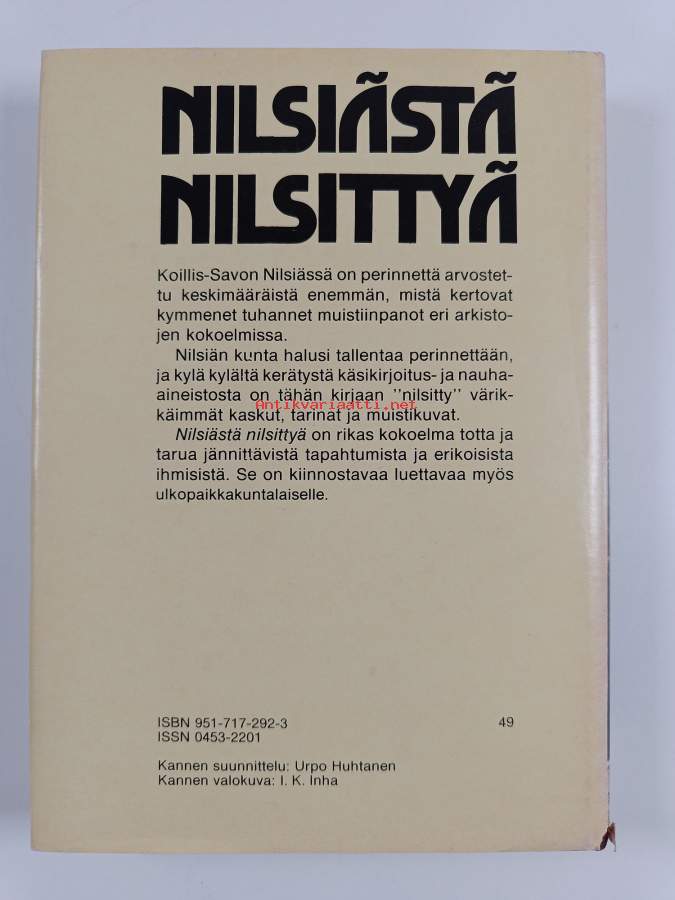 NILSIÄSTÄ
NILSITTYÄ
Koillis-Savon Nilsiässä on perinnettä arvostet-
tu keskimääräistä enemmän, mistä kertovat
kymmenet tuhannet muistiinpanot eri arkisto-
jen kokoelmissa.
Nilsiän kunta halusi tallentaa perinnettään,
ja kylä kylältä kerätystä käsikirjoitus- ja nauha-
aineistosta on tähän kirjaan ''nilsitty'' värik-
Antikvariaatti.net
käimmät kaskut, tarinat ja muistikuvat.
Nilsiästä nilsittyä on rikas kokoelma totta ja
tarua jännittävistä tapahtumista ja erikoisista
ihmisistä. Se on kiinnostavaa luettavaa myös
ulkopaikkakuntalaiselle.
ISBN 951-717-292-3 49
ISSN 0453-2201
Kannen suunnittelu: Urpo Huhtanen
Kannen valokuva: I. K. Inha